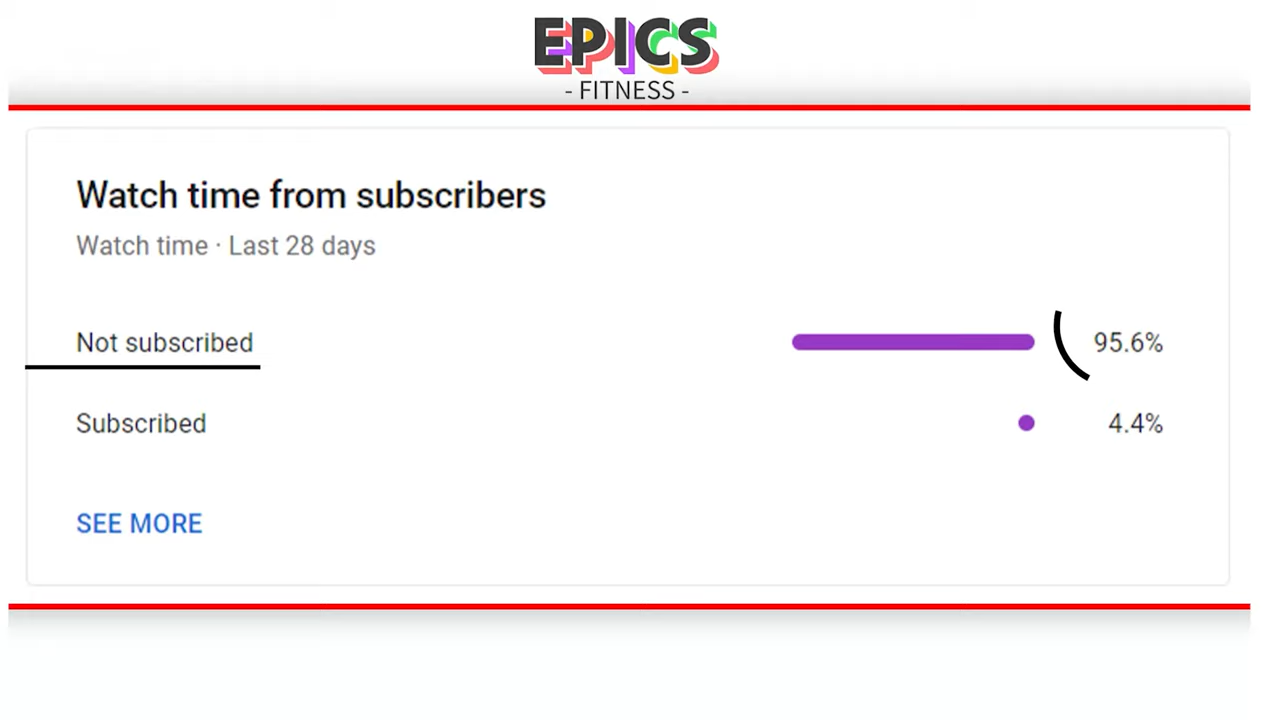 EPICS
- FITNESS -
Watch time from subscribers
Watch time · Last 28 days
Not subscribed 95.6%
Subscribed 4.4%
SEE MORE